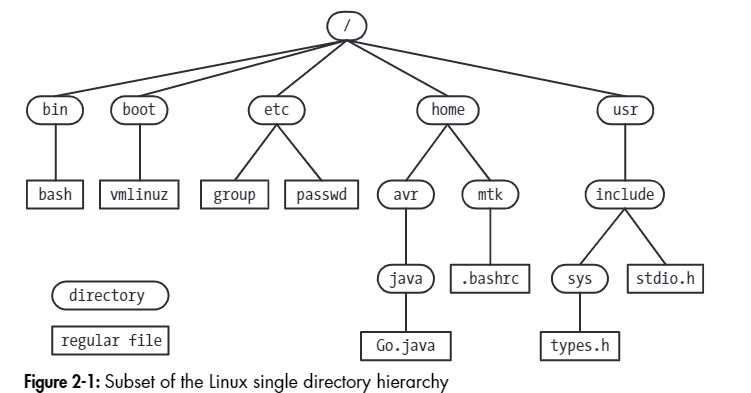 /
bin boot etc home usr
bash vmlinuz group passwd avr mtk include
java .bashrc sys stdio.h
directory
Go.java types.h
regular file
Figure 2-1: Subset of the Linux single directory hierarchy